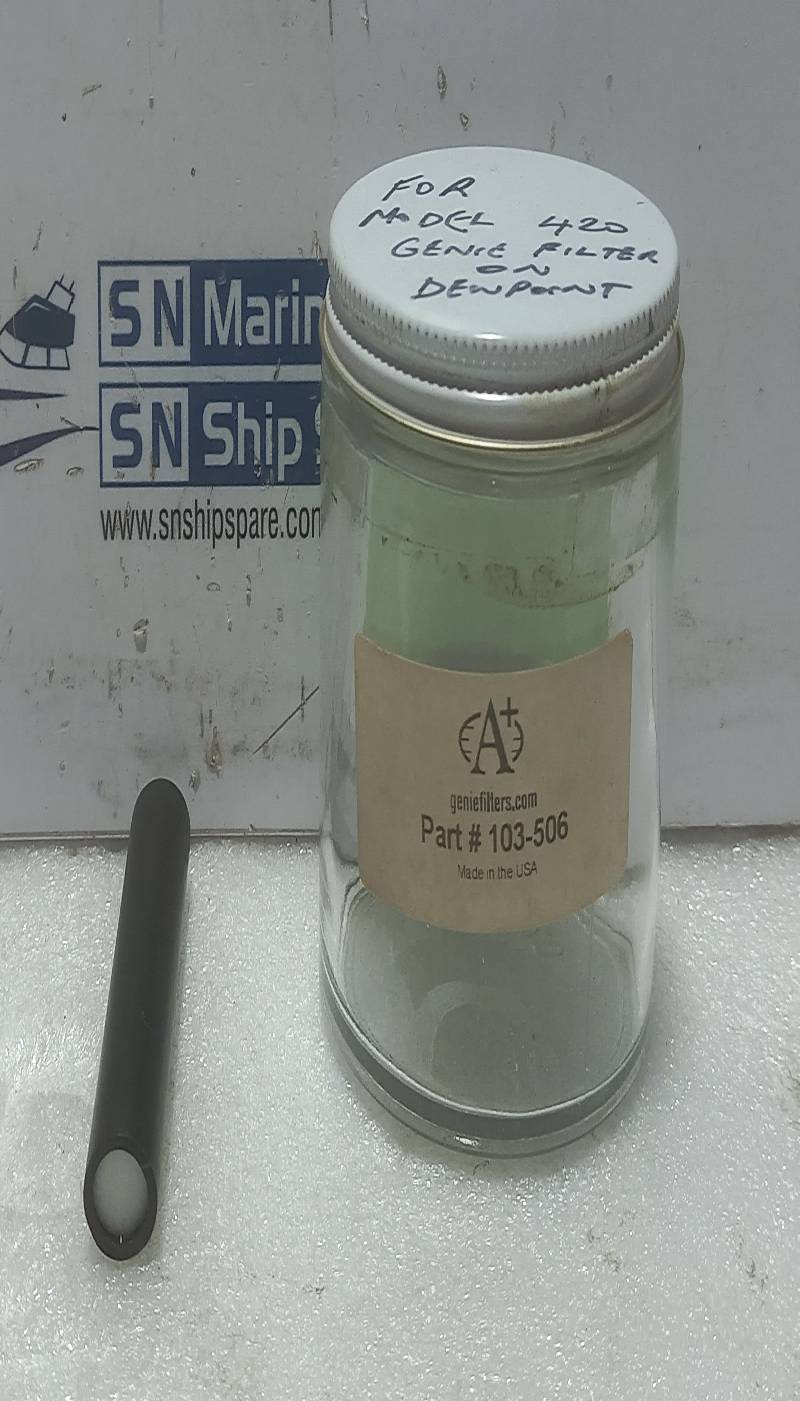 FOR
MODEL 420
GENIE FILTER
ON
DEWPOINT
SN Marin
SN Ship S
www.snshipspare.com
A+
geniefilters.com
Part # 103-506
Made in the USA